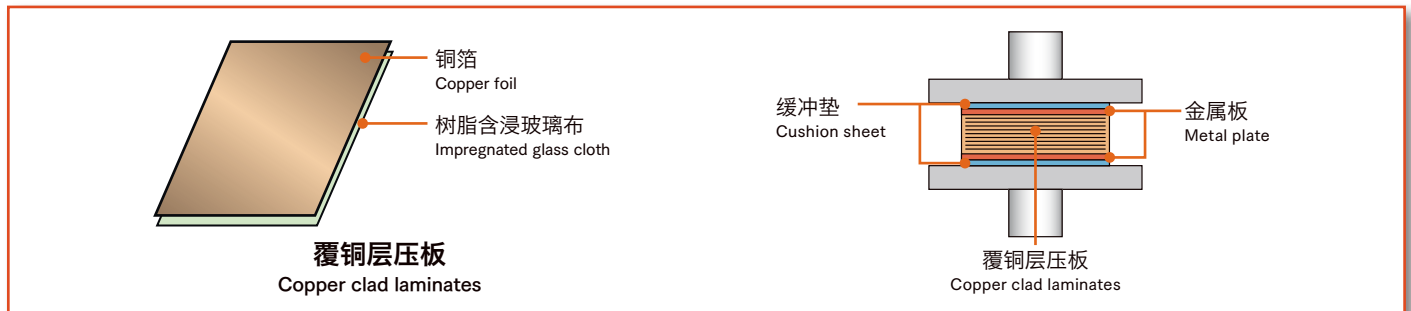 铜箔
Copper foil
树脂含浸玻璃布
Impregnated glass cloth
覆铜层压板
Copper clad laminates
缓冲垫
Cushion sheet
金属板
Metal plate
覆铜层压板
Copper clad laminates